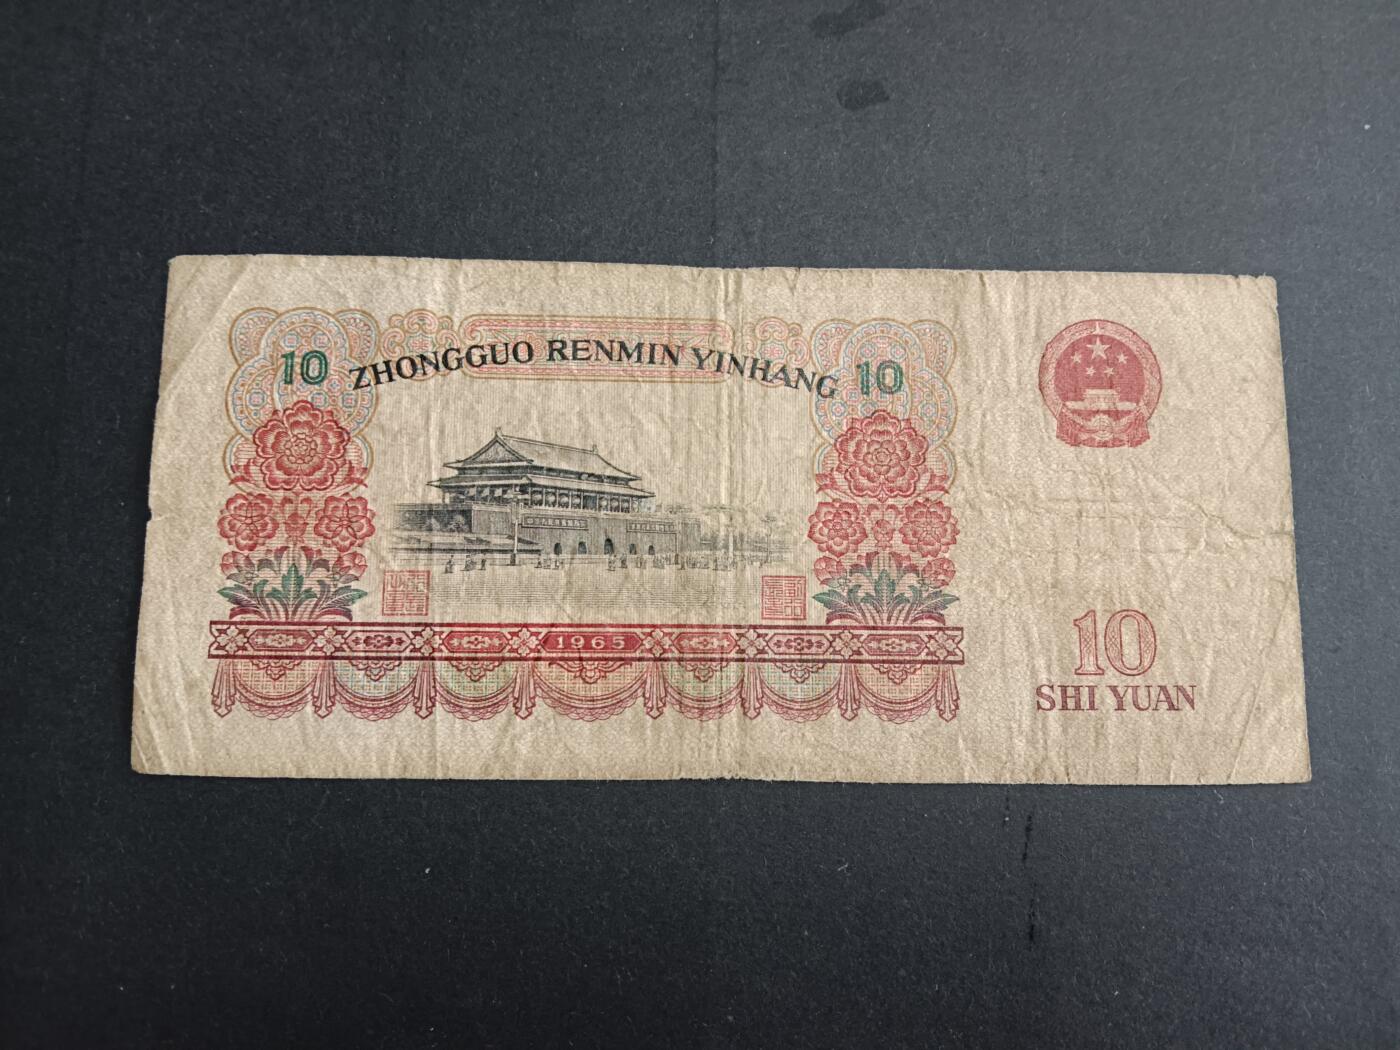 10 ZHONGGUO RENMIN YINHANG 10
1965
10
SHI YUAN